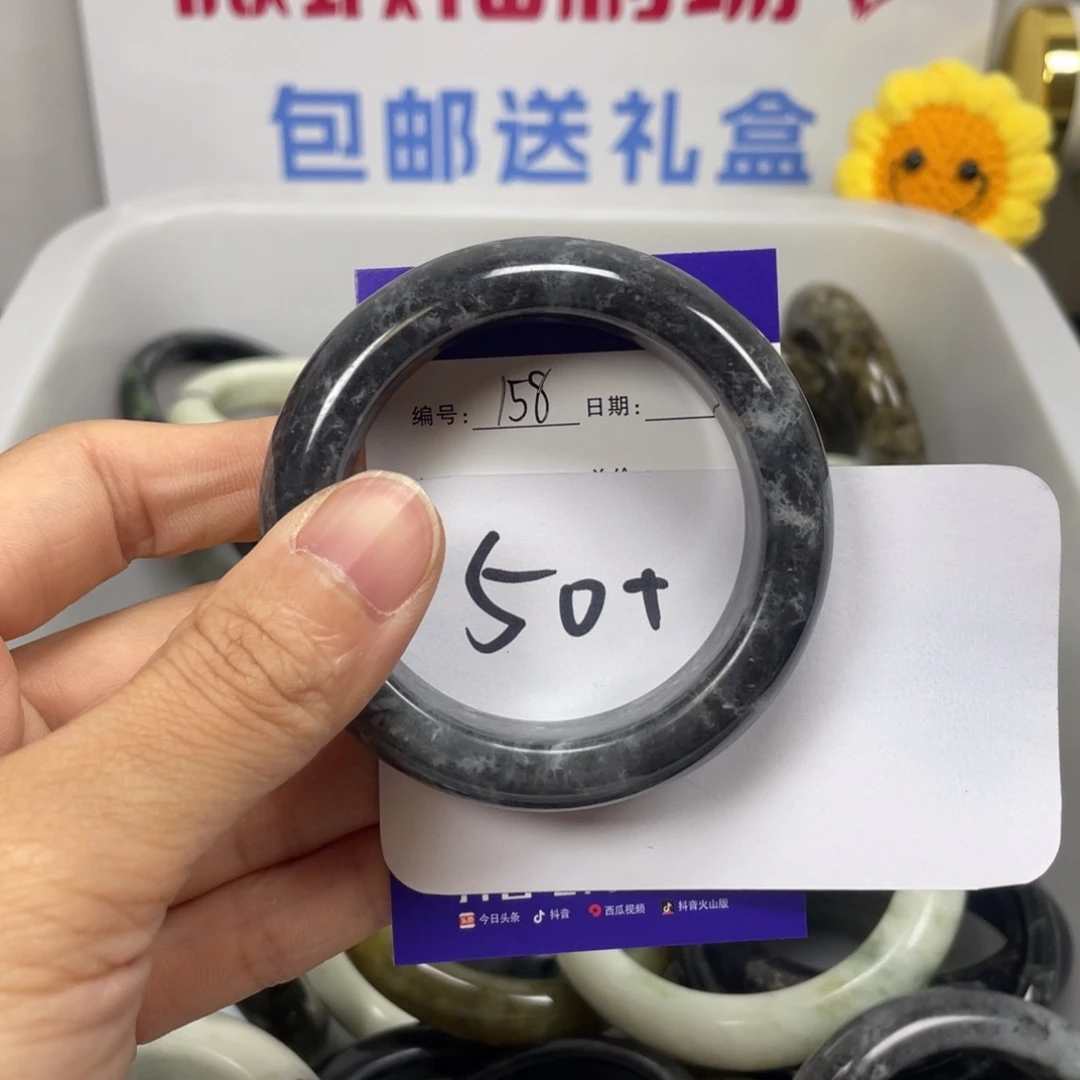 包邮送礼盒
编号: 158 日期:
50+
今日头条 抖音 西瓜视频 抖音火山版